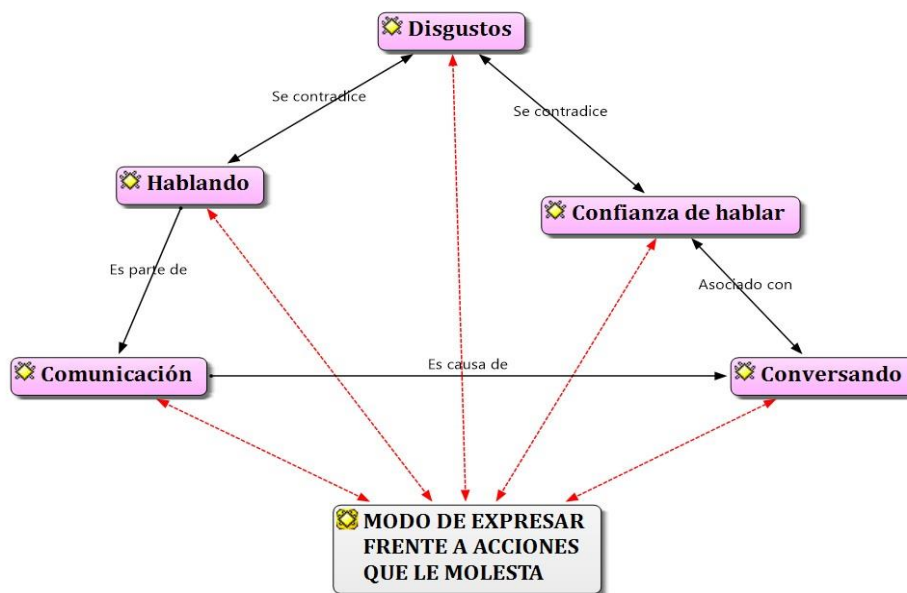 Disgustos
Se contradice
Se contradice
Hablando
Confianza de hablar
Es parte de
Asociado con
Es causa de
Comunicación
Conversando
MODO DE EXPRESAR
FRENTE A ACCIONES
QUE LE MOLESTA